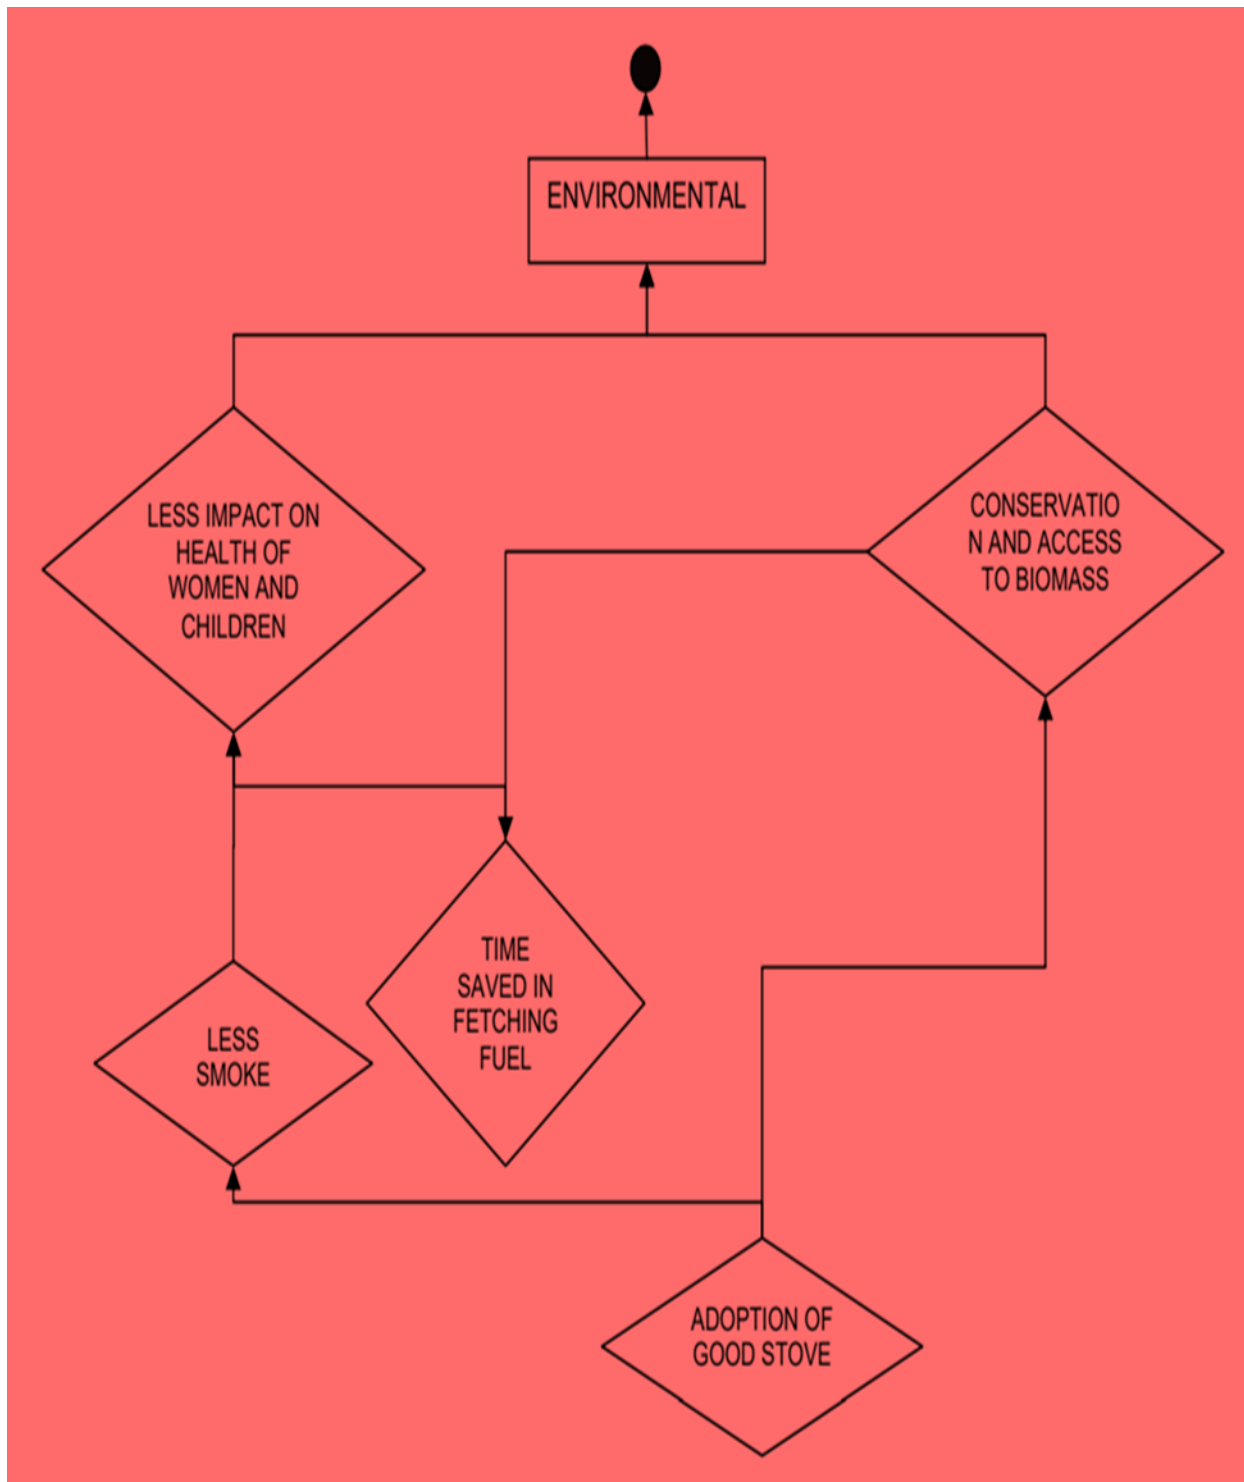 ENVIRONMENTAL
LESS IMPACT ON
HEALTH OF
WOMEN AND
CHILDREN
CONSERVATIO
N AND ACCESS
TO BIOMASS
TIME
SAVED IN
FETCHING
FUEL
LESS
SMOKE
ADOPTION OF
GOOD STOVE